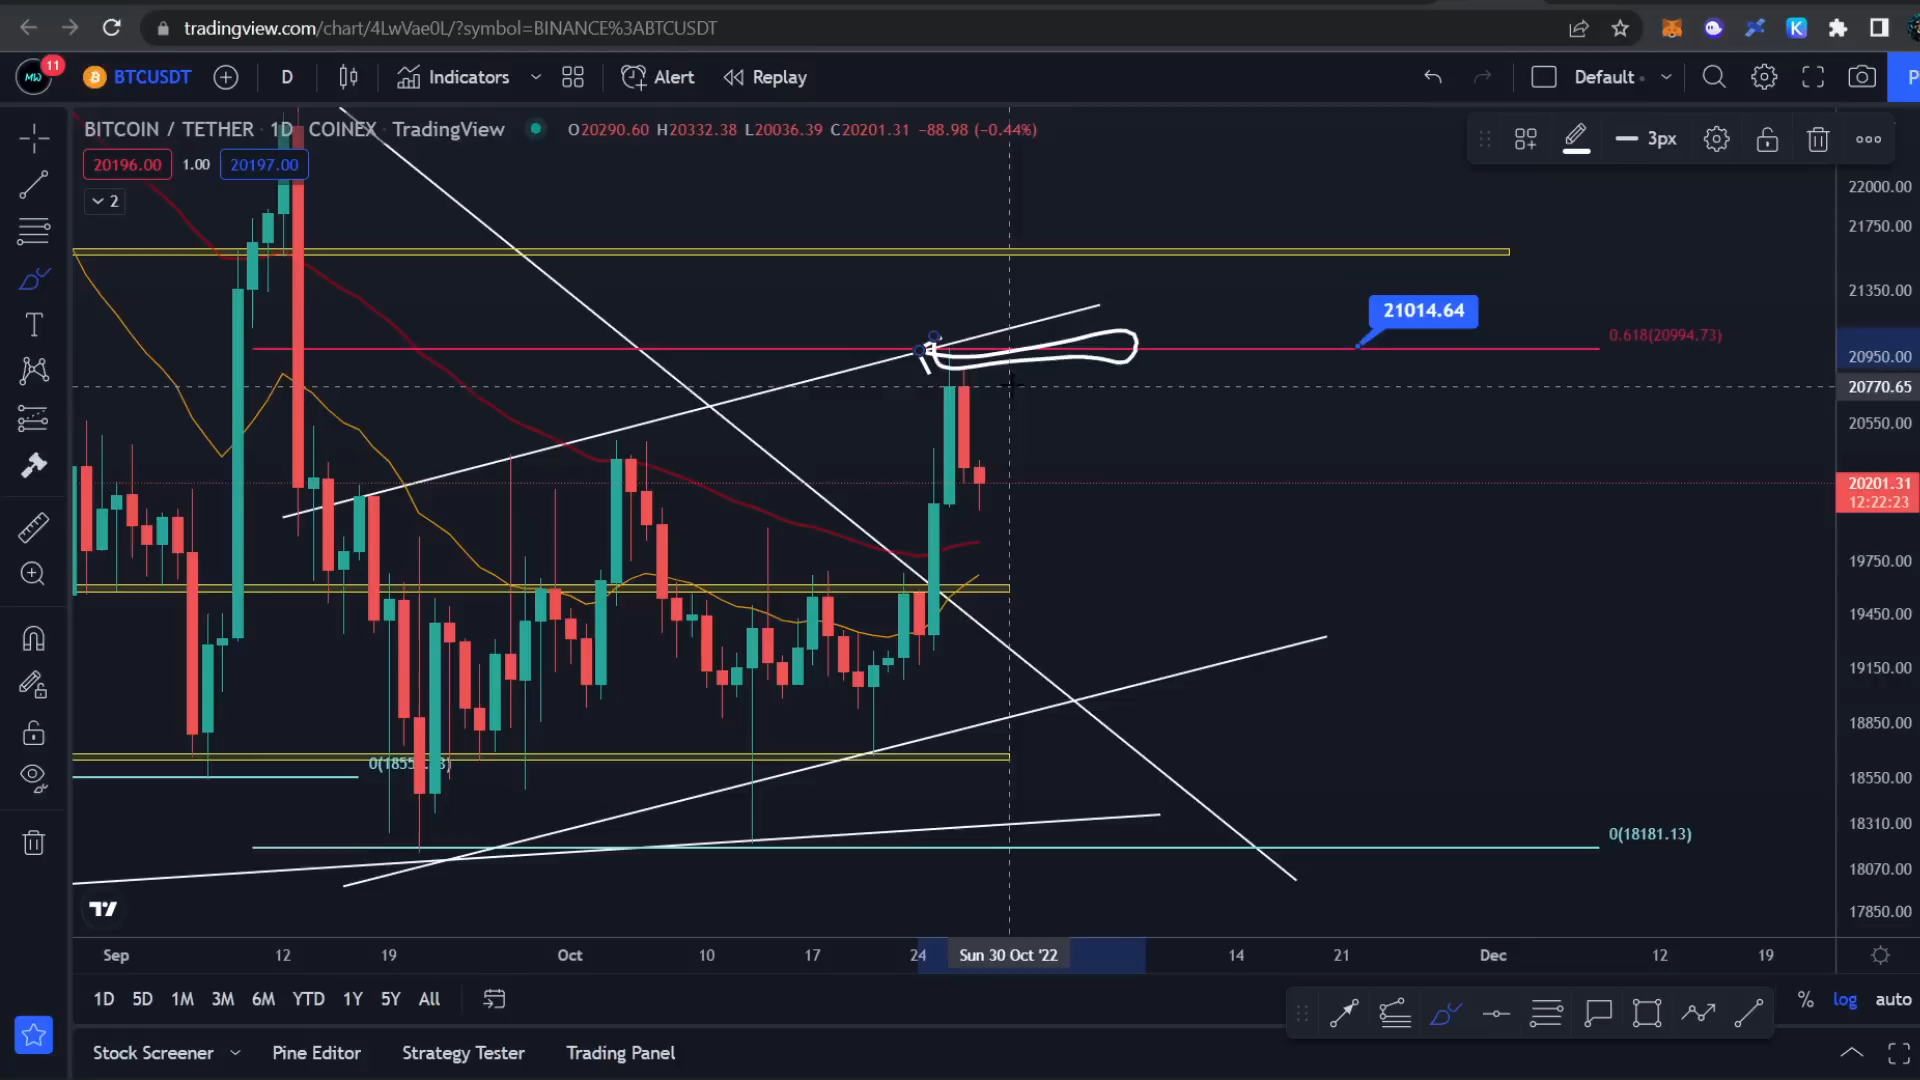 tradingview.com/chart/4LwVae0L/?symbol=BINANCE%3ABTCUSDT
MW 11 BTCUSDT D Indicators Alert Replay Default P
BITCOIN / TETHER 1D COINEX TradingView O20290.60 H20332.38 L20036.39 C20201.31 -88.98 (-0.44%)
20196.00 1.00 20197.00
2
3px
22000.00
21750.00
21350.00
21014.64
0.618(20994.73)
20950.00
20770.65
20550.00
20201.31
12:22:23
19750.00
19450.00
19150.00
18850.00
18550.00
0(18181.13)
18310.00
18070.00
17850.00
Sep 12 19 Oct 10 17 24 Sun 30 Oct '22 14 21 Dec 12 19
1D 5D 1M 3M 6M YTD 1Y 5Y All % log auto
Stock Screener Pine Editor Strategy Tester Trading Panel